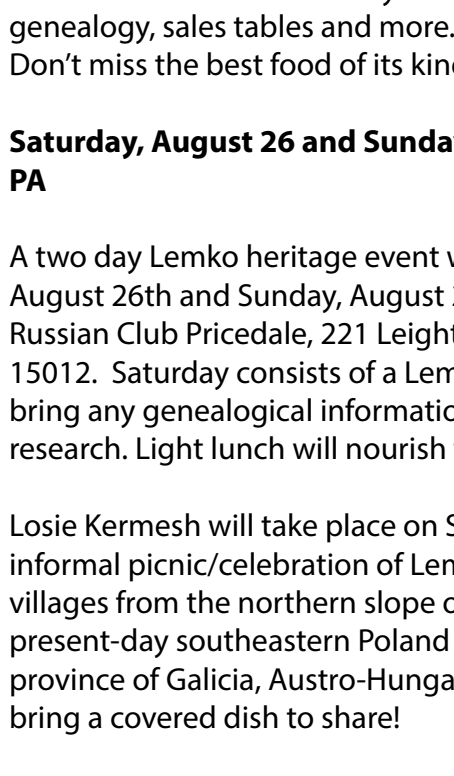 genealogy, sales tables and more.
Don’t miss the best food of its kin
Saturday, August 26 and Sunda
PA
A two day Lemko heritage event
August 26th and Sunday, August
Russian Club Pricedale, 221 Leight
15012. Saturday consists of a Lem
bring any genealogical informatio
research. Light lunch will nourish
Losie Kermesh will take place on S
informal picnic/celebration of Lem
villages from the northern slope o
present-day southeastern Poland
province of Galicia, Austro-Hunga
bring a covered dish to share!